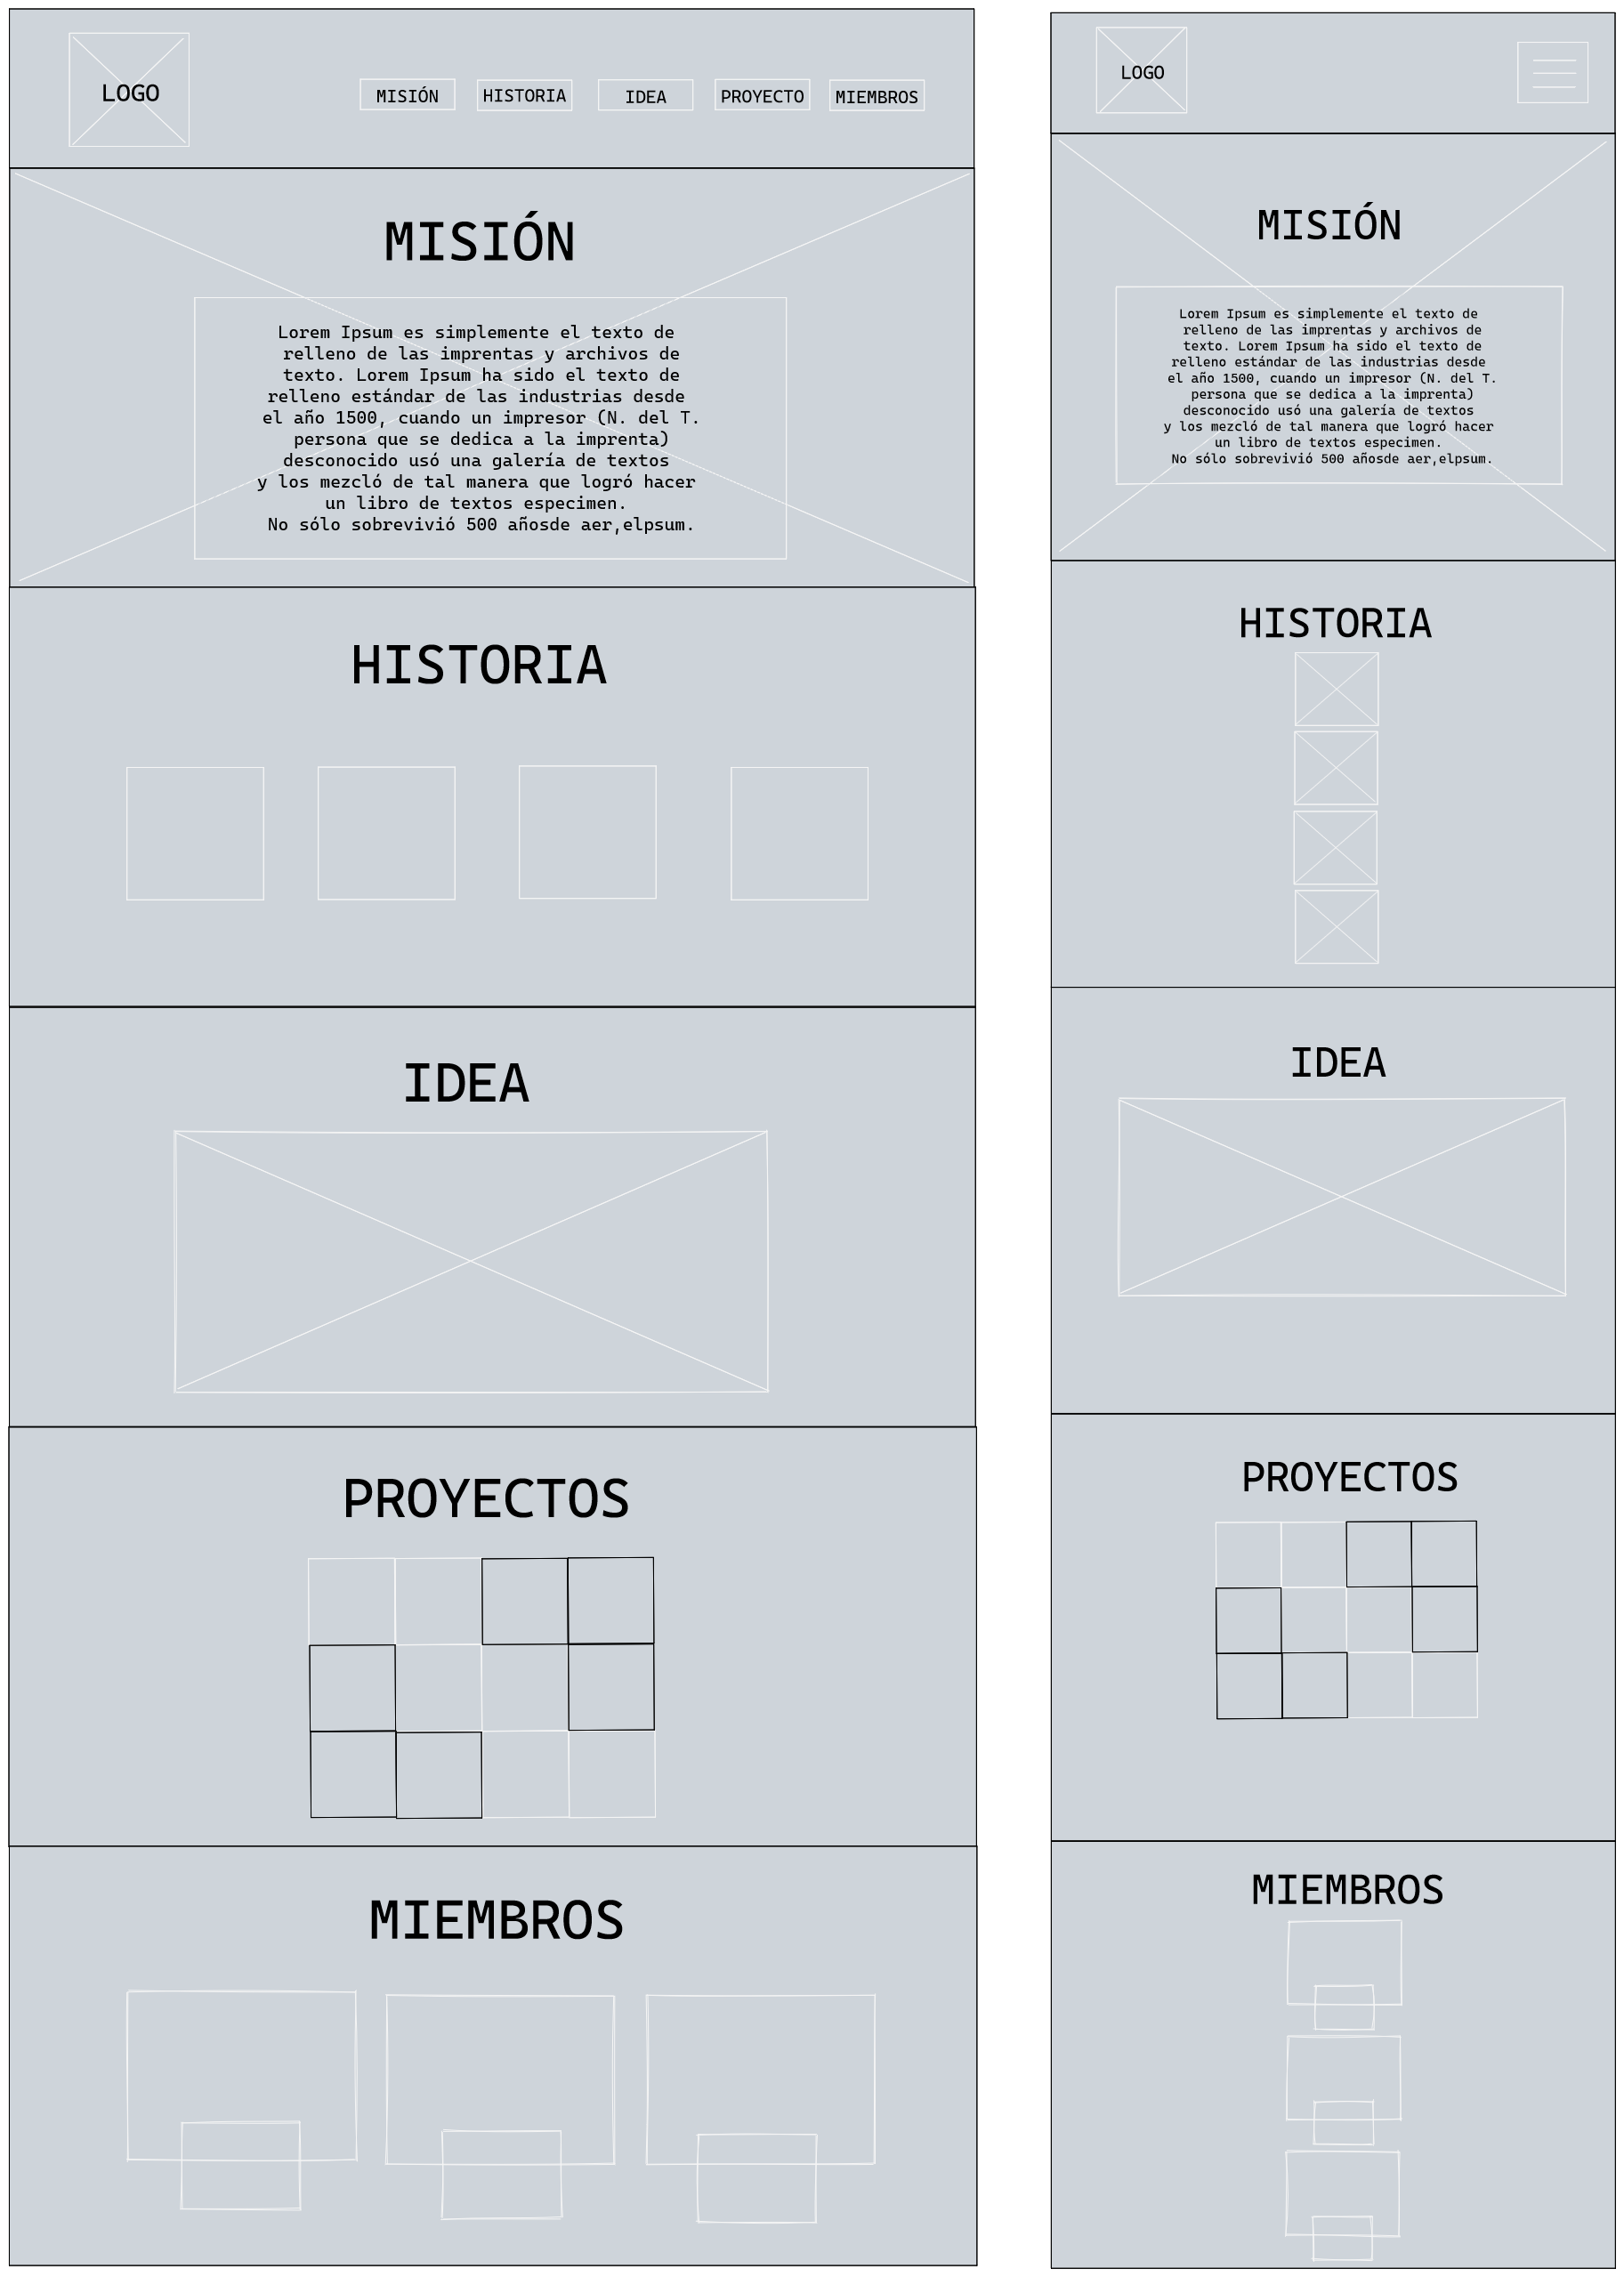 LOGO
MISIÓN
HISTORIA
IDEA
PROYECTO
MIEMBROS
MISIÓN
Lorem Ipsum es simplemente el texto de
relleno de las imprentas y archivos de
texto. Lorem Ipsum ha sido el texto de
relleno estándar de las industrias desde
el año 1500, cuando un impresor (N. del T.
persona que se dedica a la imprenta)
desconocido usó una galería de textos
y los mezcló de tal manera que logró hacer
un libro de textos especimen.
No sólo sobrevivió 500 añosde aer,elpsum.
HISTORIA
IDEA
PROYECTOS
MIEMBROS
LOGO
MISIÓN
Lorem Ipsum es simplemente el texto de
relleno de las imprentas y archivos de
texto. Lorem Ipsum ha sido el texto de
relleno estándar de las industrias desde
el año 1500, cuando un impresor (N. del T.
persona que se dedica a la imprenta)
desconocido usó una galería de textos
y los mezcló de tal manera que logró hacer
un libro de textos especimen.
No sólo sobrevivió 500 añosde aer,elpsum.
HISTORIA
IDEA
PROYECTOS
MIEMBROS